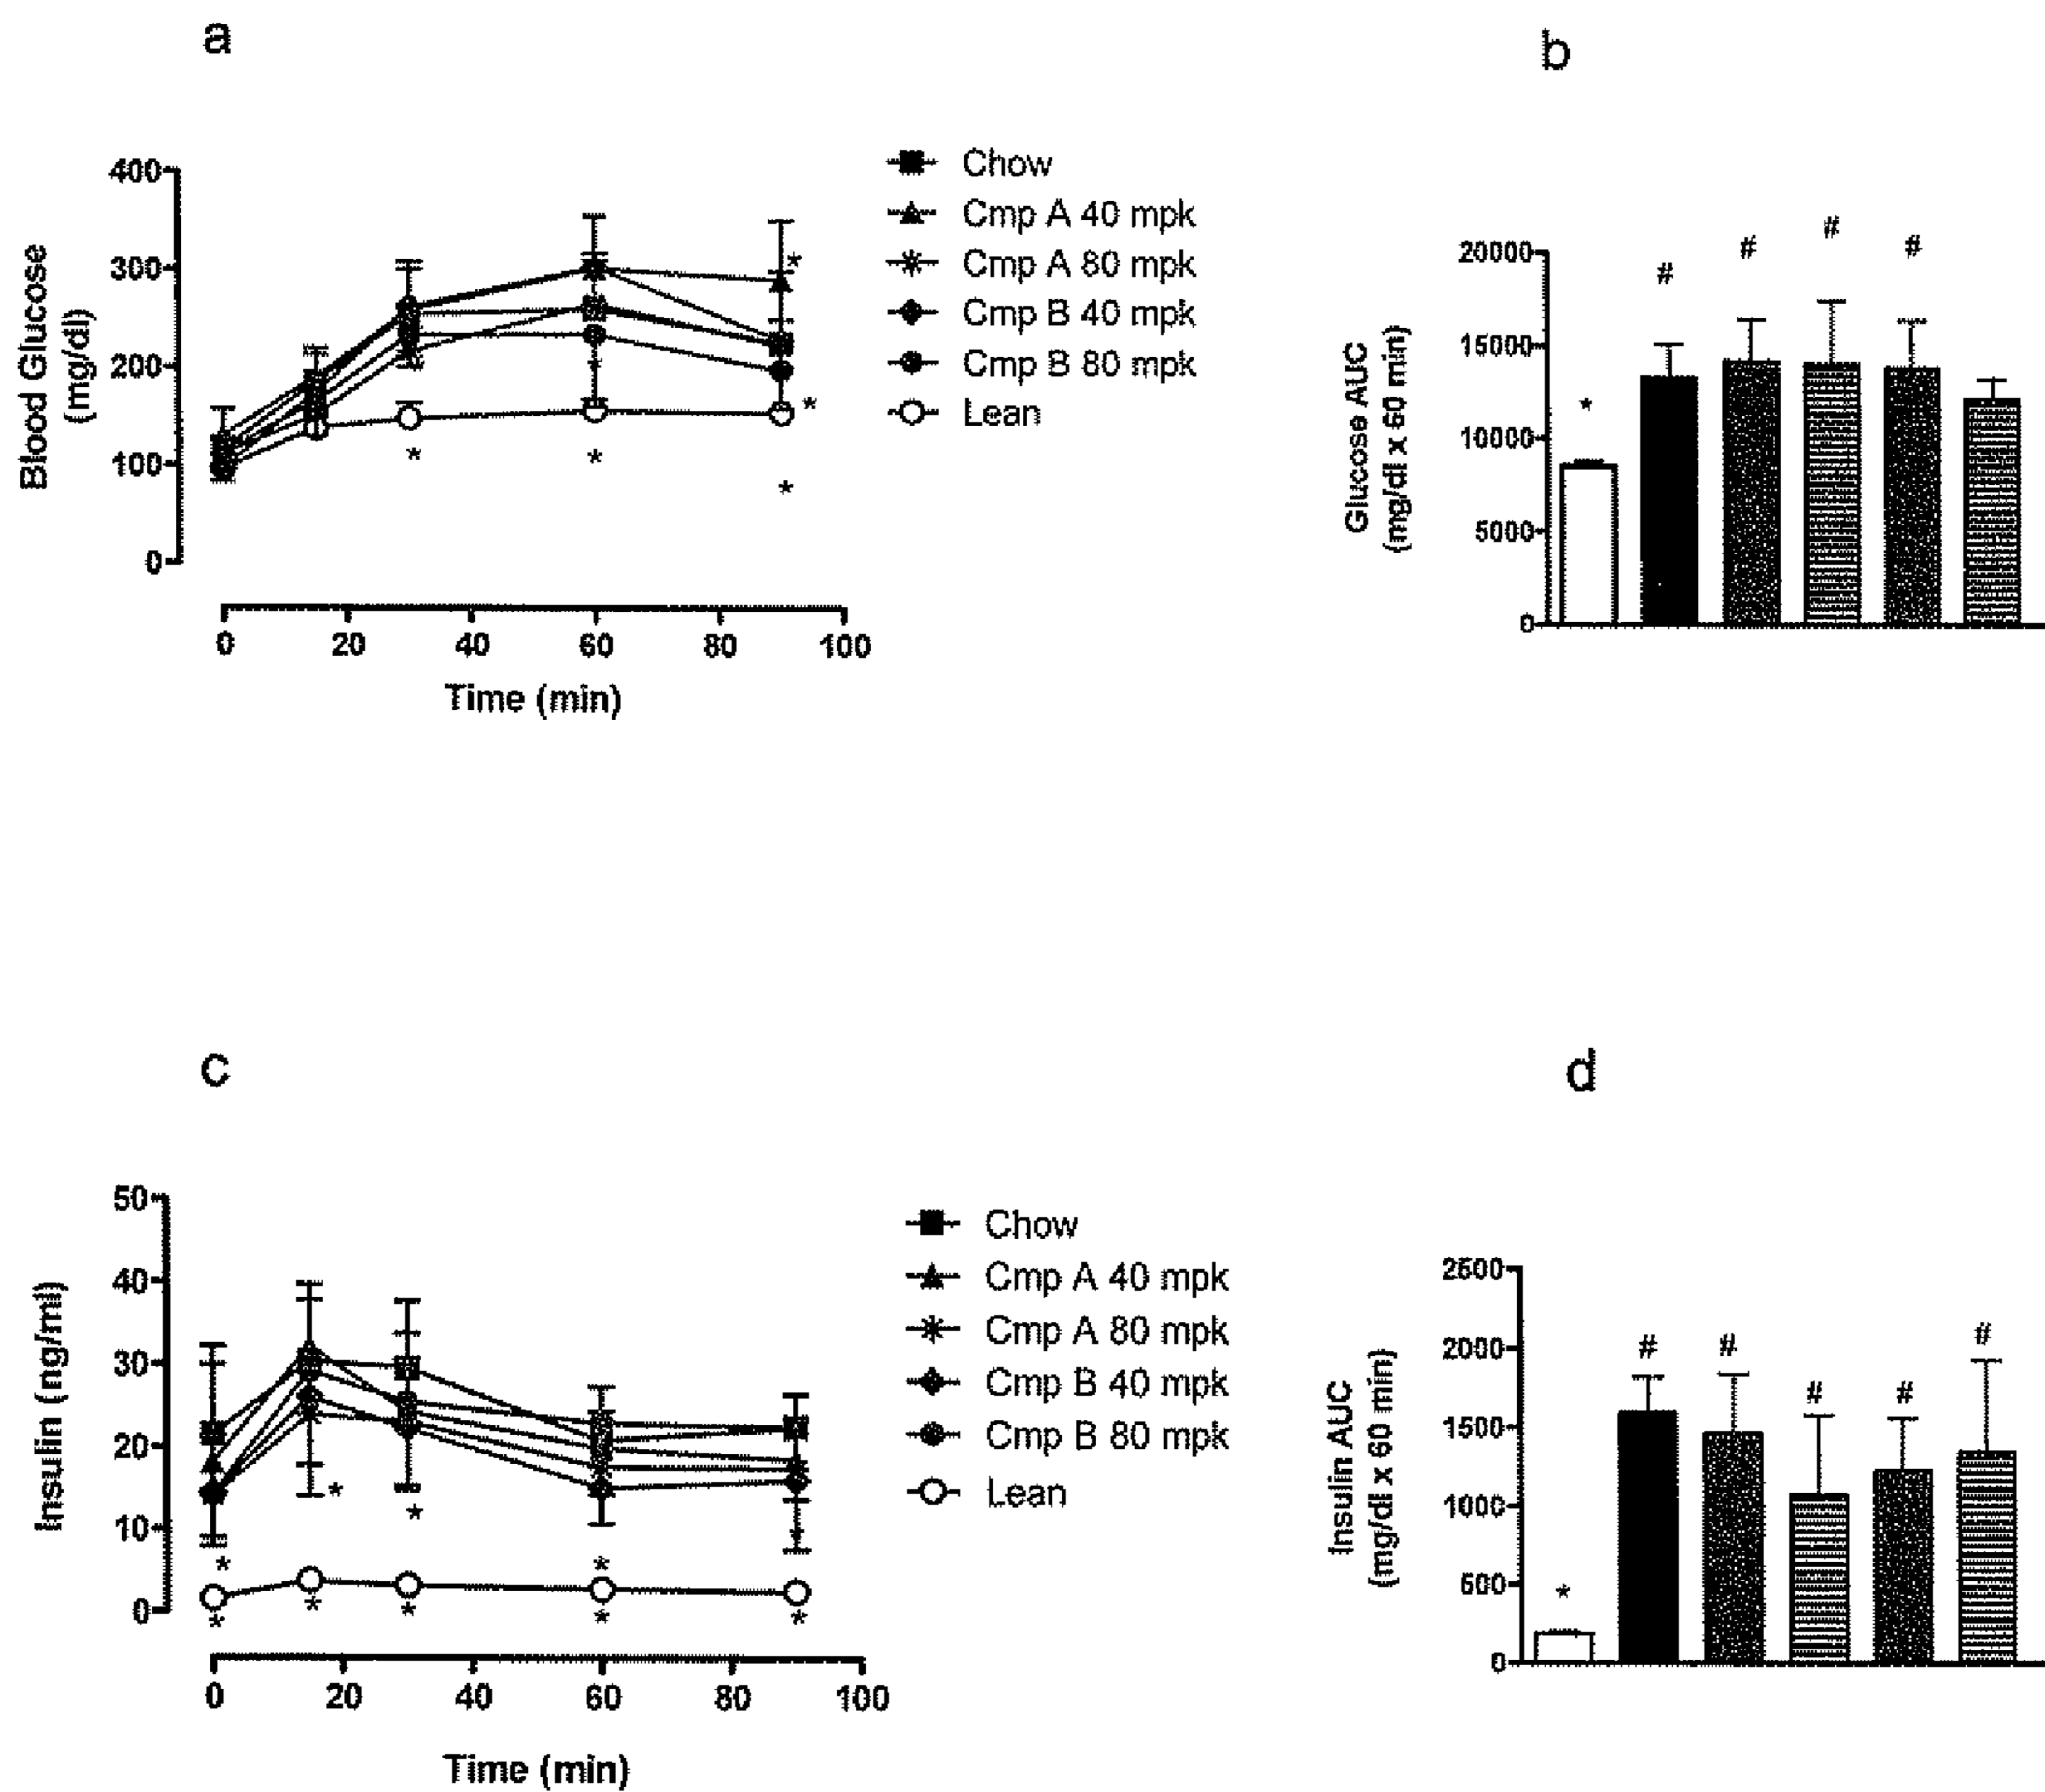 a
400
300
200
100
0
Blood Glucose
(mg/dl)
0 20 40 60 80 100
Time (min)
Chow
Cmp A 40 mpk
Cmp A 80 mpk
Cmp B 40 mpk
Cmp B 80 mpk
Lean
* * * * *
b
20000
15000
10000
5000
0
Glucose AUC
(mg/dl x 60 min)
* # # # #
c
50
40
30
20
10
0
Insulin (ng/ml)
0 20 40 60 80 100
Time (min)
Chow
Cmp A 40 mpk
Cmp A 80 mpk
Cmp B 40 mpk
Cmp B 80 mpk
Lean
* * * * *
* * * * *
d
2500
2000
1500
1000
500
0
Insulin AUC
(mg/dl x 60 min)
* # # # # #